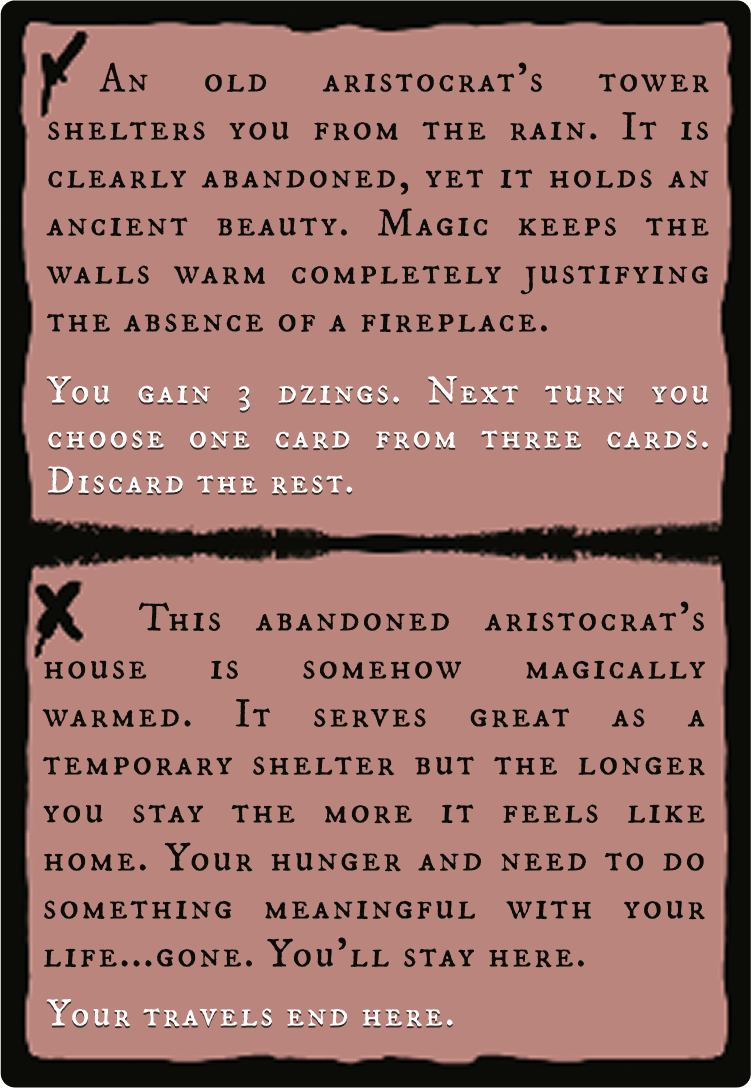 An old aristocrat's tower
shelters you from the rain. It is
clearly abandoned, yet it holds an
ancient beauty. Magic keeps the
walls warm completely justifying
the absence of a fireplace.
You gain 3 dzings. Next turn you
choose one card from three cards.
Discard the rest.
This abandoned aristocrat's
house is somehow magically
warmed. It serves great as a
temporary shelter but the longer
you stay the more it feels like
home. Your hunger and need to do
something meaningful with your
life...gone. You'll stay here.
Your travels end here.